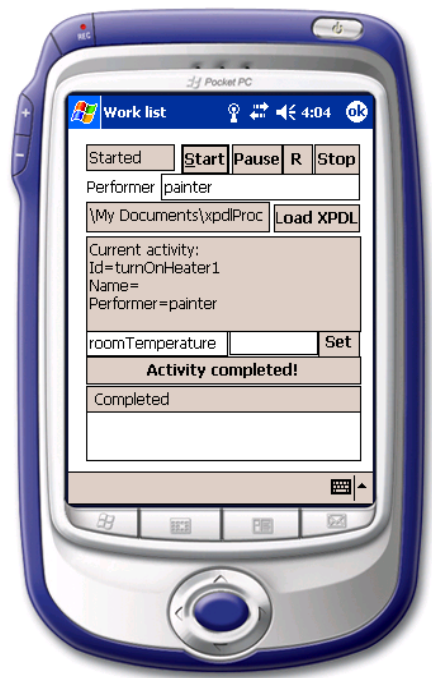 REC
Pocket PC
Work list 4:04 ok
Started Start Pause R Stop
Performer painter
\My Documents\xpdlProc Load XPDL
Current activity:
Id=turnOnHeater1
Name=
Performer=painter
roomTemperature Set
Activity completed!
Completed